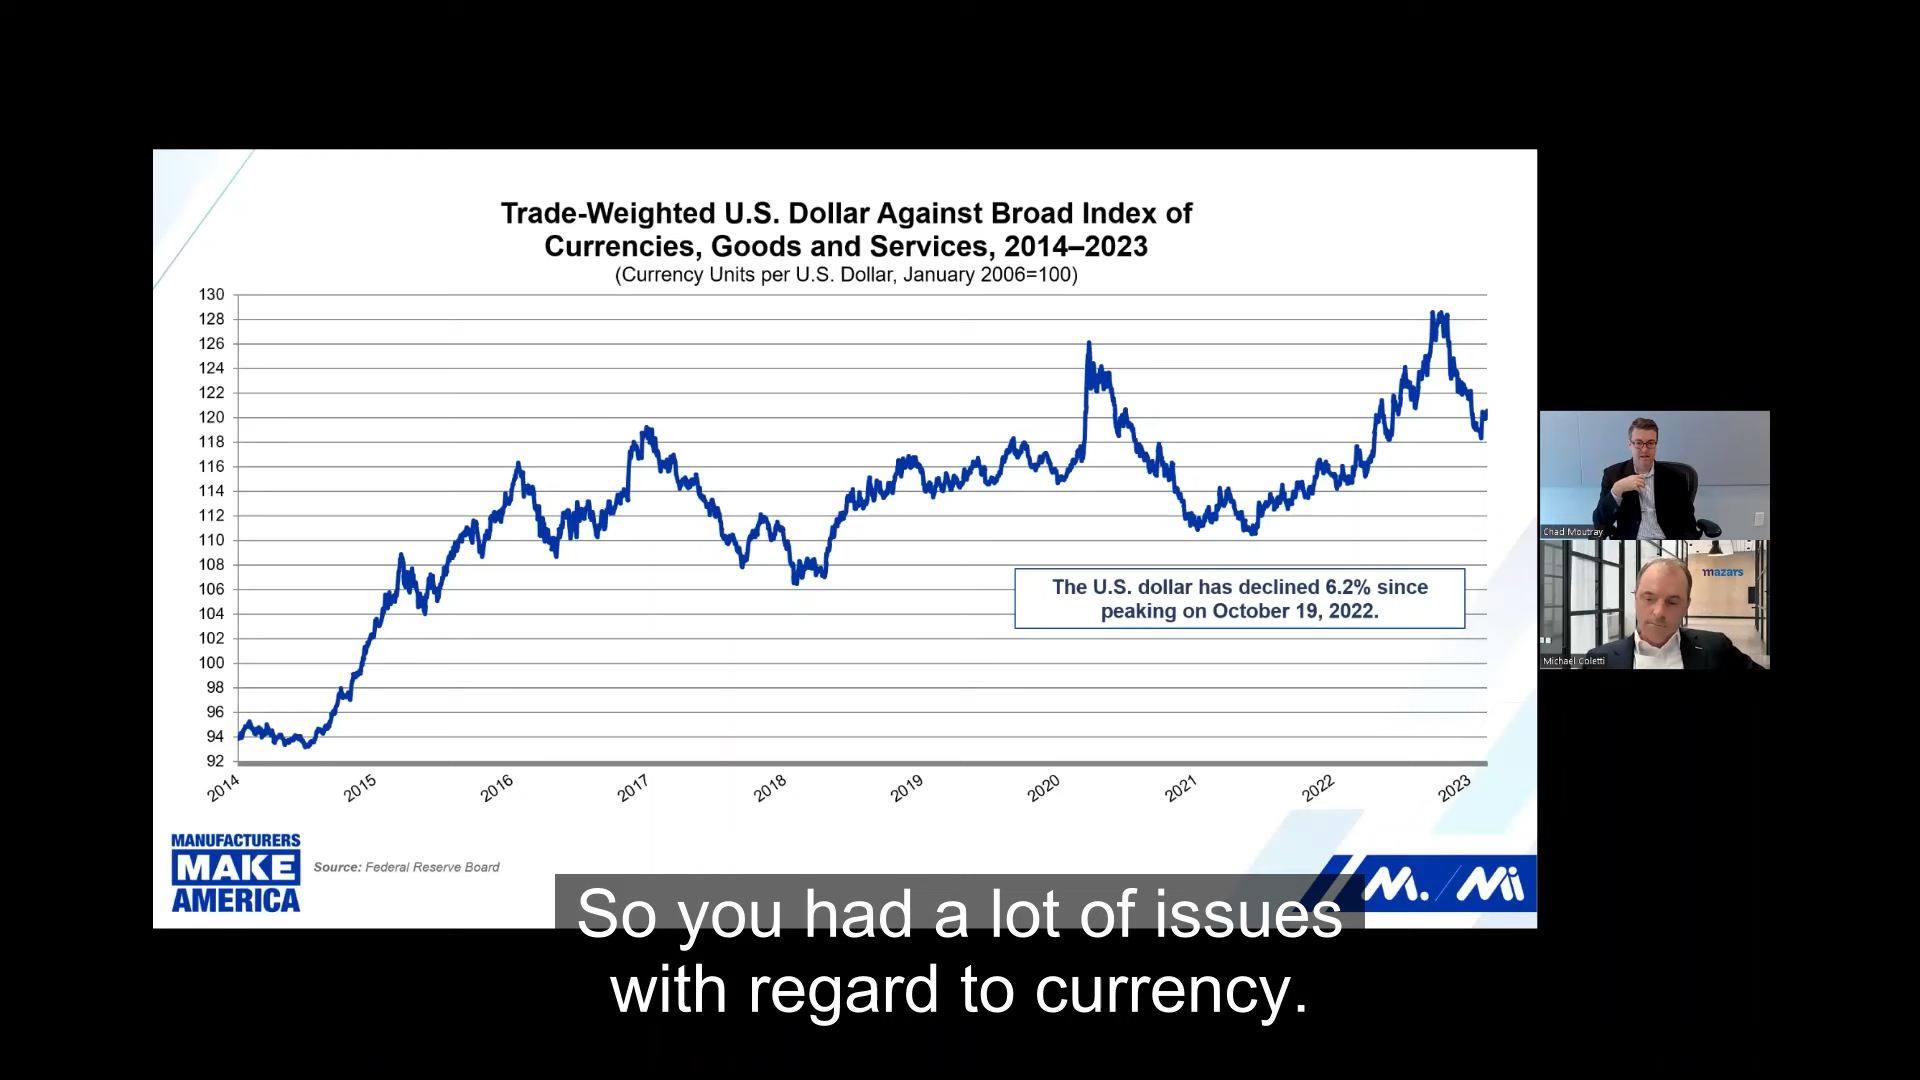 Trade-Weighted U.S. Dollar Against Broad Index of
Currencies, Goods and Services, 2014–2023
(Currency Units per U.S. Dollar, January 2006=100)
130
128
126
124
122
120
118
116
114
112
110
108
106
104
102
100
98
96
94
92
2014
2015
2016
2017
2018
2019
2020
2021
2022
2023
The U.S. dollar has declined 6.2% since
peaking on October 19, 2022.
Chad Moutray
mazars
Michael Coletti
MANUFACTURERS
MAKE
AMERICA
Source: Federal Reserve Board
M. / Mi
So you had a lot of issues
with regard to currency.